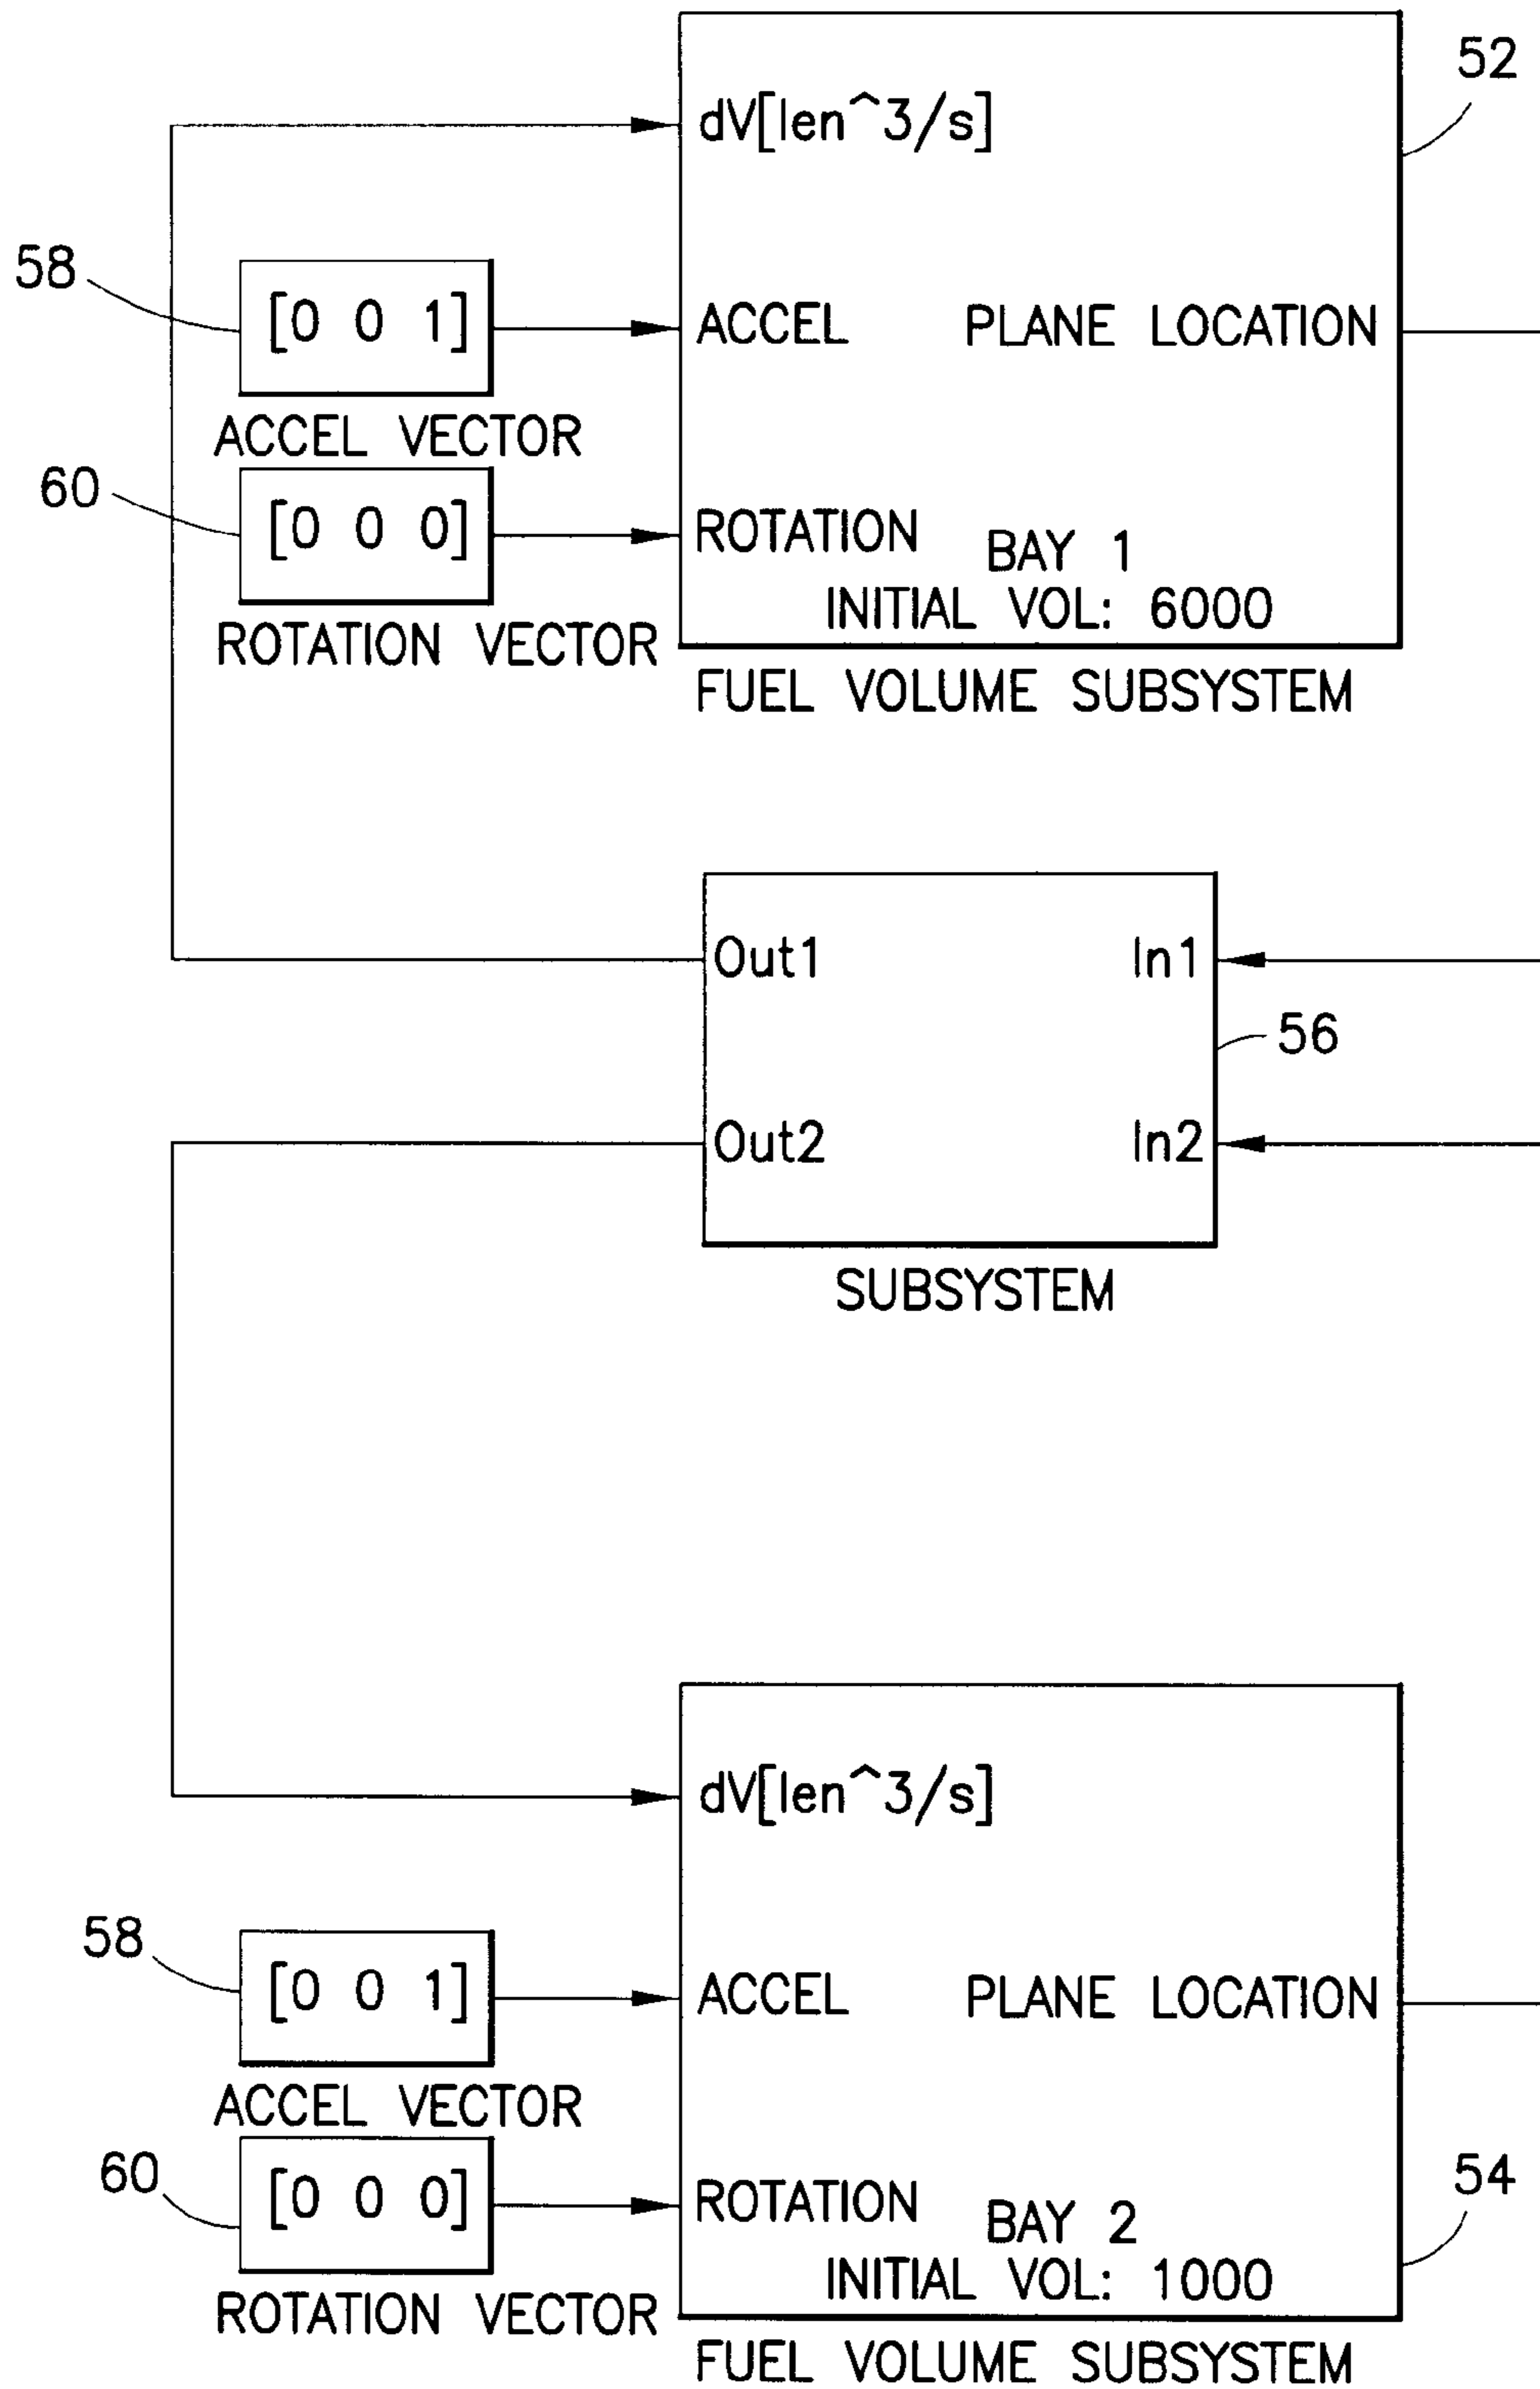 52
dV[len^3/s]
58
[0 0 1]
ACCEL PLANE LOCATION
ACCEL VECTOR
60
[0 0 0]
ROTATION
BAY 1
INITIAL VOL: 6000
ROTATION VECTOR
FUEL VOLUME SUBSYSTEM
Out1 In1
56
Out2 In2
SUBSYSTEM
dV[len^3/s]
58
[0 0 1]
ACCEL PLANE LOCATION
ACCEL VECTOR
60
[0 0 0]
54
ROTATION
BAY 2
INITIAL VOL: 1000
ROTATION VECTOR
FUEL VOLUME SUBSYSTEM